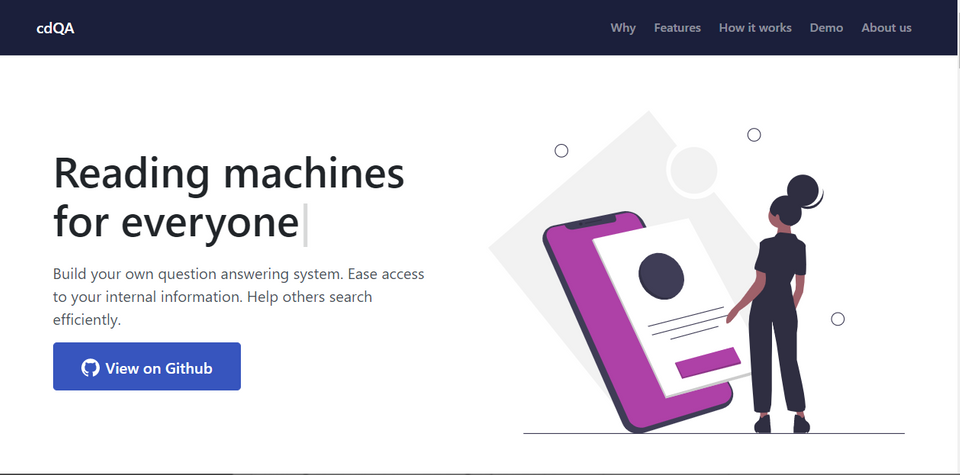 cdQA
Why Features How it works Demo About us
Reading machines
for everyone
Build your own question answering system. Ease access
to your internal information. Help others search
efficiently.
View on Github